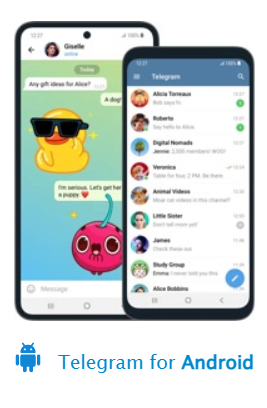 12:27
100%
Giselle
online
Today
Any gift ideas for Alice?
A dog!
I'm serious. Let's get her
a puppy.
Message
12:27
100%
Telegram
Alicia Torreaux
Bob says hi.
Roberto
Say hello to Alice.
Digital Nomads
Jennie: 2,000 members! WOO!
Veronica
Table for four, 2 PM. Be there.
Animal Videos
Moar cat videos in this channel?
Little Sister
Don't tell mom yet!
James
Check these out
Study Group
Emma: I never told you this
Alice Bobbins
Telegram for Android